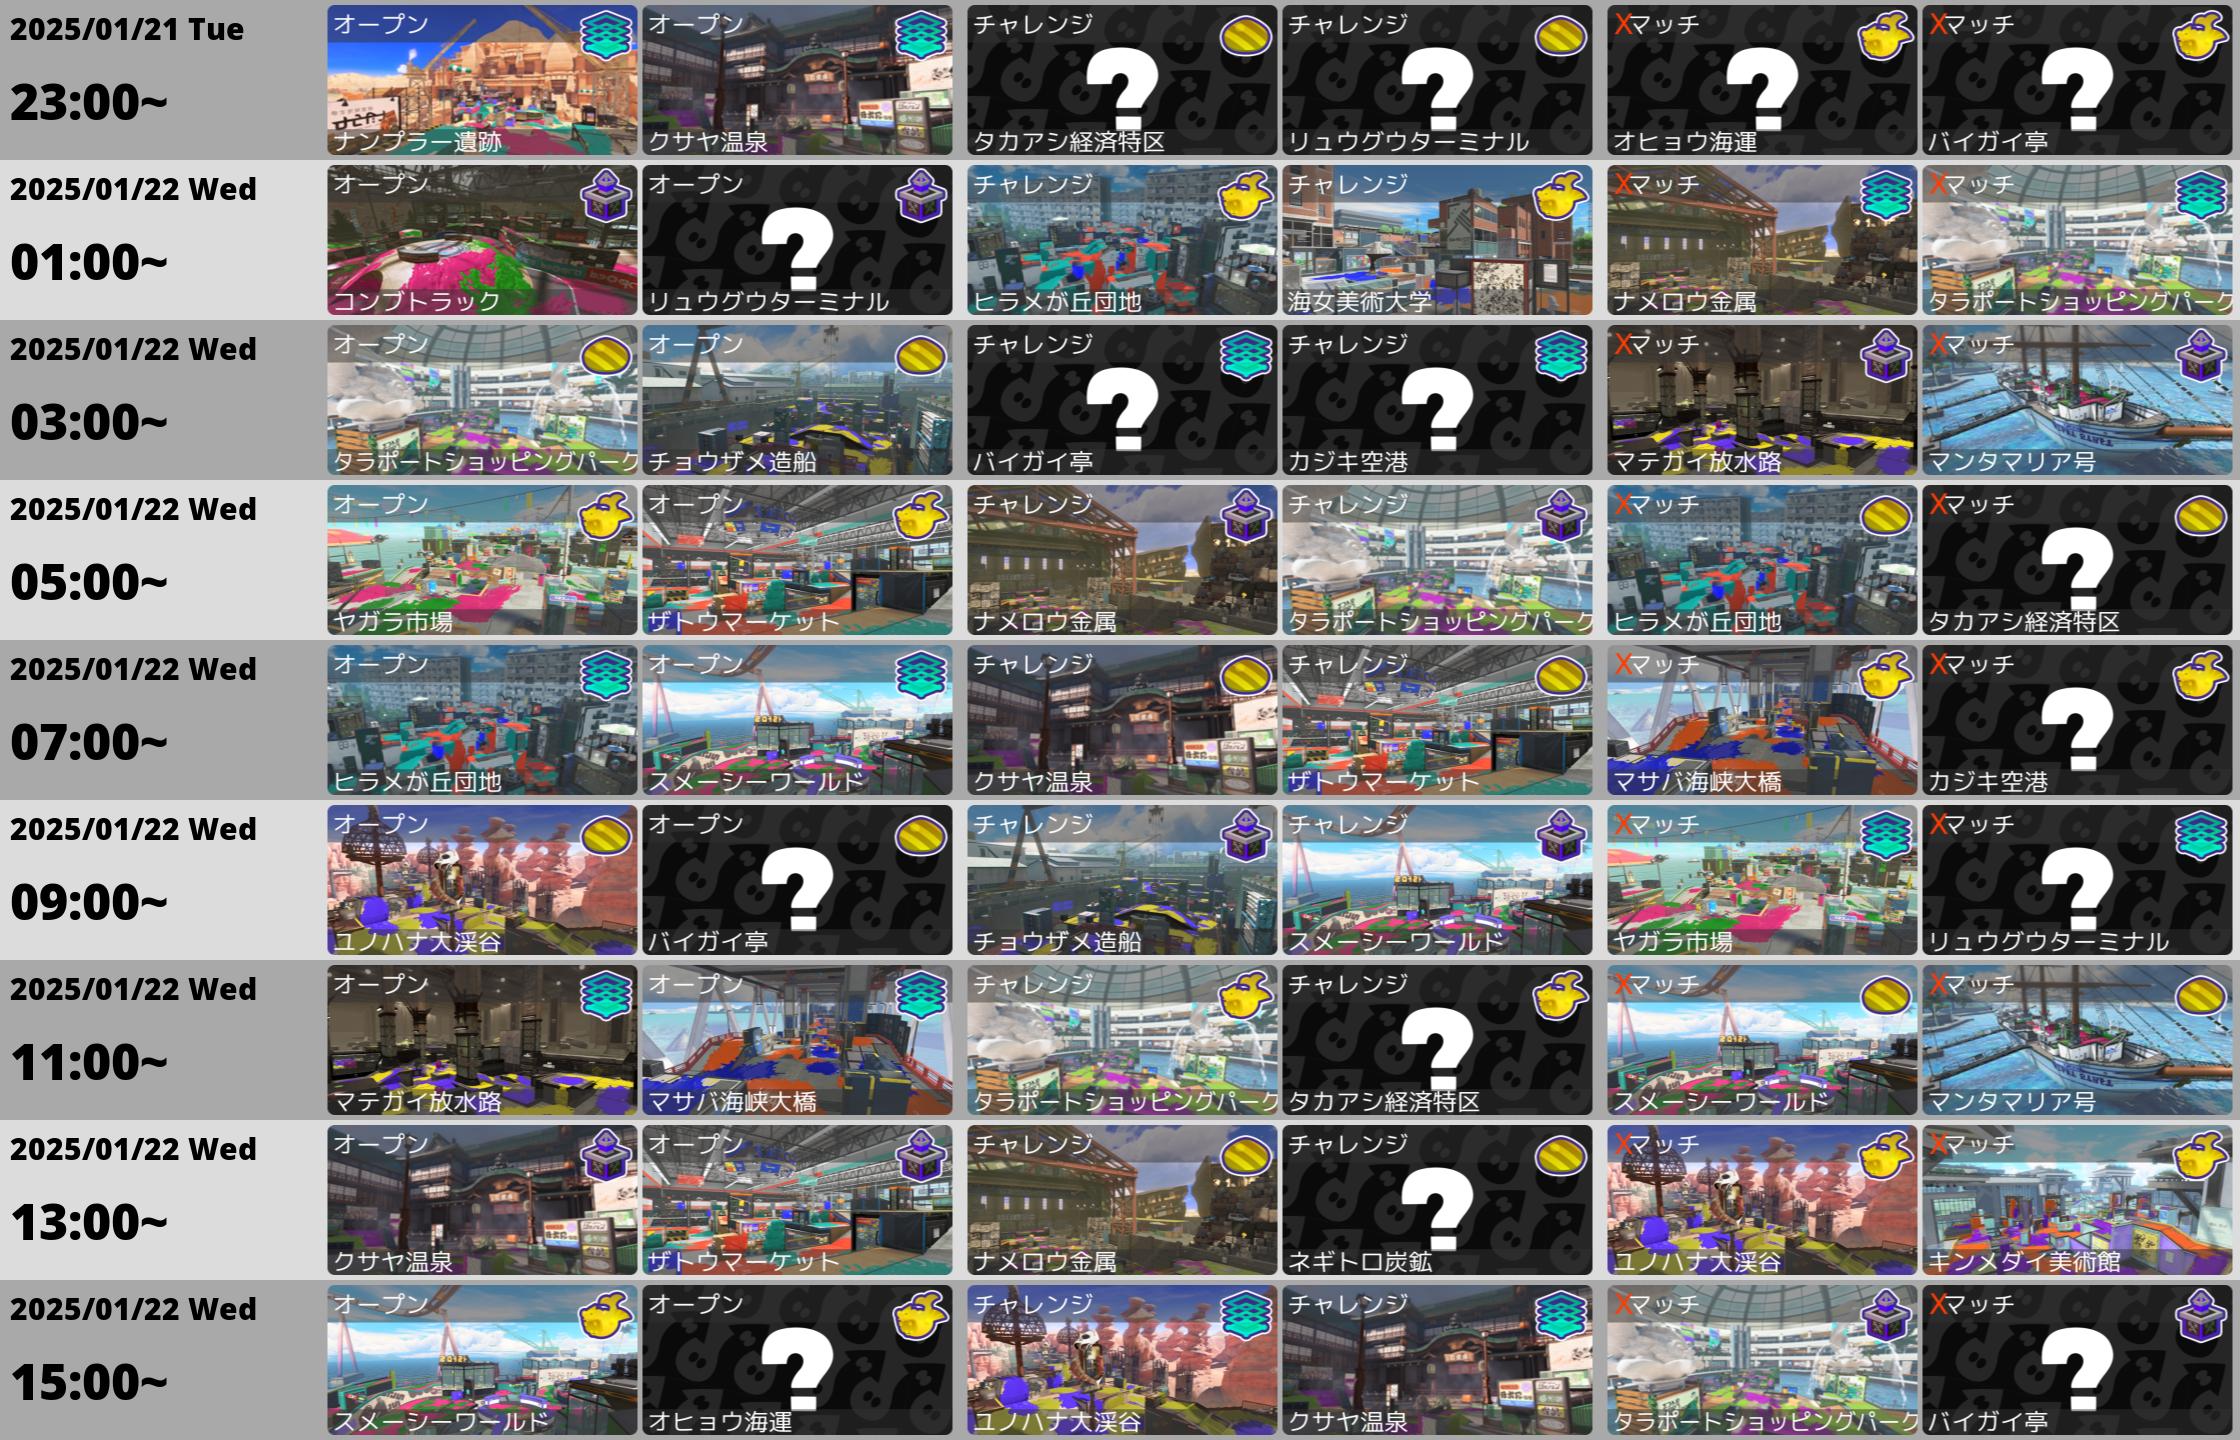 2025/01/21 Tue
23:00~
オープン
ナンプラー遺跡
オープン
クサヤ温泉
チャレンジ
タカアシ経済特区
チャレンジ
リュウグウターミナル
Xマッチ
オヒョウ海運
Xマッチ
バイガイ亭
2025/01/22 Wed
01:00~
オープン
コンブトラック
オープン
リュウグウターミナル
チャレンジ
ヒラメが丘団地
チャレンジ
海女美術大学
Xマッチ
ナメロウ金属
Xマッチ
タラポートショッピングパーク
2025/01/22 Wed
03:00~
オープン
タラポートショッピングパーク
オープン
チョウザメ造船
チャレンジ
バイガイ亭
チャレンジ
カジキ空港
Xマッチ
マテガイ放水路
Xマッチ
マンタマリア号
2025/01/22 Wed
05:00~
オープン
ヤガラ市場
オープン
ザトウマーケット
チャレンジ
ナメロウ金属
チャレンジ
タラポートショッピングパーク
Xマッチ
ヒラメが丘団地
Xマッチ
タカアシ経済特区
2025/01/22 Wed
07:00~
オープン
ヒラメが丘団地
オープン
スメーシーワールド
チャレンジ
クサヤ温泉
チャレンジ
ザトウマーケット
Xマッチ
マサバ海峡大橋
Xマッチ
カジキ空港
2025/01/22 Wed
09:00~
オープン
ユノハナ大渓谷
オープン
バイガイ亭
チャレンジ
チョウザメ造船
チャレンジ
スメーシーワールド
Xマッチ
ヤガラ市場
Xマッチ
リュウグウターミナル
2025/01/22 Wed
11:00~
オープン
マテガイ放水路
オープン
マサバ海峡大橋
チャレンジ
タラポートショッピングパーク
チャレンジ
タカアシ経済特区
Xマッチ
スメーシーワールド
Xマッチ
マンタマリア号
2025/01/22 Wed
13:00~
オープン
クサヤ温泉
オープン
ザトウマーケット
チャレンジ
ナメロウ金属
チャレンジ
ネギトロ炭鉱
Xマッチ
ユノハナ大渓谷
Xマッチ
キンメダイ美術館
2025/01/22 Wed
15:00~
オープン
スメーシーワールド
オープン
オヒョウ海運
チャレンジ
ユノハナ大渓谷
チャレンジ
クサヤ温泉
Xマッチ
タラポートショッピングパーク
Xマッチ
バイガイ亭